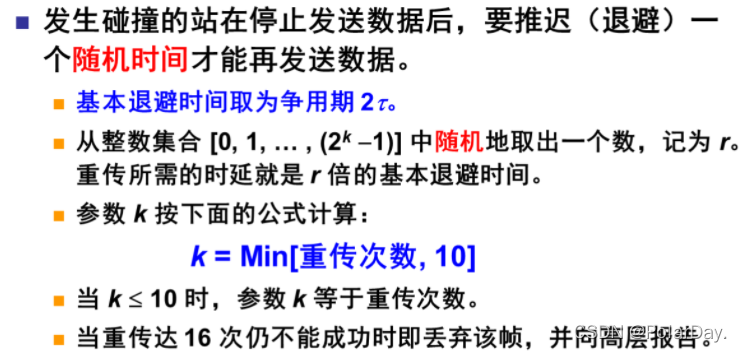 发生碰撞的站在停止发送数据后，要推迟（退避）一
个随机时间才能再发送数据。
基本退避时间取为争用期 2τ。
从整数集合 [0, 1, … , (2ᵏ –1)] 中随机地取出一个数，记为 r。
重传所需的时延就是 r 倍的基本退避时间。
参数 k 按下面的公式计算：
k = Min[重传次数, 10]
当 k ≤ 10 时，参数 k 等于重传次数。
当重传达 16 次仍不能成功时即丢弃该帧，并向高层报告。
CSDN @PolarDay.